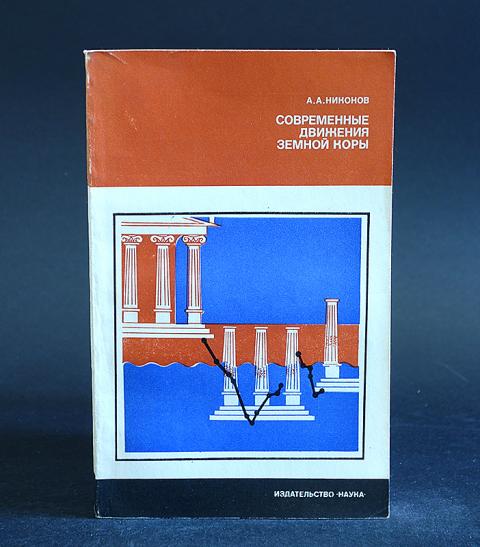 А.А.НИКОНОВ
СОВРЕМЕННЫЕ
ДВИЖЕНИЯ
ЗЕМНОЙ КОРЫ
ИЗДАТЕЛЬСТВО «НАУКА»